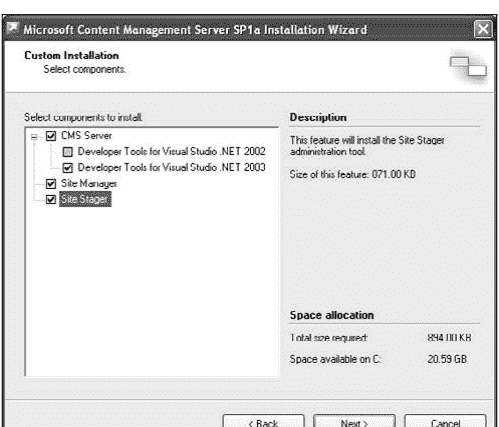 Microsoft Content Management Server SP1a Installation Wizard
Custom Installation
Select components.
Select components to install:
CMS Server
Developer Tools for Visual Studio .NET 2002
Developer Tools for Visual Studio .NET 2003
Site Manager
Site Stager
Description
This feature will install the Site Stager
administration tool.
Size of this feature: 871.00 KB
Space allocation
Total size required: 894.00 KB
Space available on C: 20.59 GB
< Back Next > Cancel